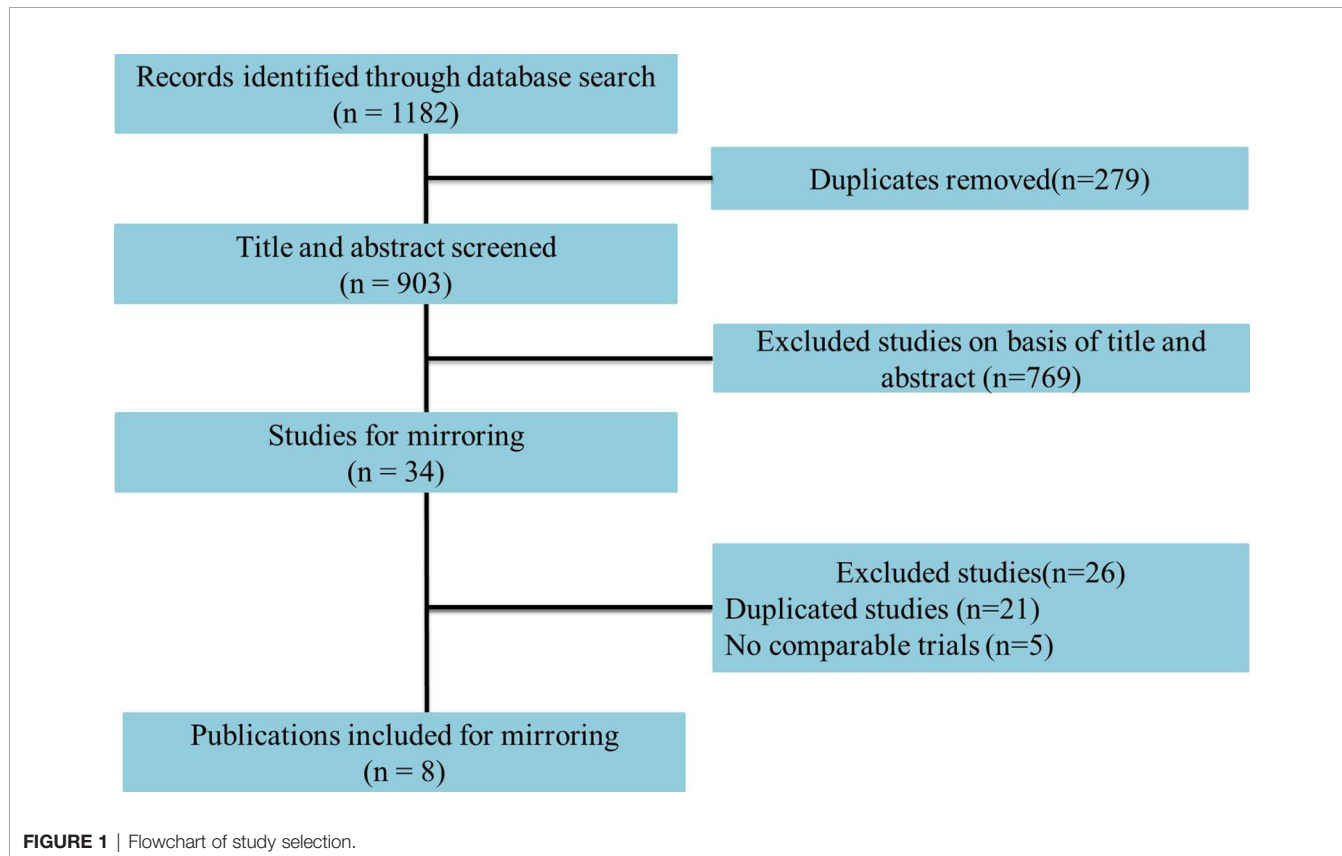 Records identified through database search
(n = 1182)
Duplicates removed(n=279)
Title and abstract screened
(n = 903)
Excluded studies on basis of title and
abstract (n=769)
Studies for mirroring
(n = 34)
Excluded studies(n=26)
Duplicated studies (n=21)
No comparable trials (n=5)
Publications included for mirroring
(n = 8)
FIGURE 1 | Flowchart of study selection.